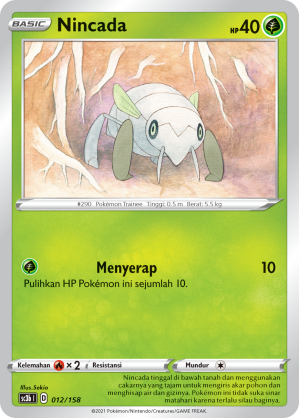 BASIC Nincada HP40
#290 Pokémon Trainee Tinggi: 0.5 m Berat: 5.5 kg
Menyerap 10
Pulihkan HP Pokémon ini sejumlah 10.
Kelemahan × 2 Resistansi Mundur
Illus. Sekio
sc3b I D 012/158
Nincada tinggal di bawah tanah dan menggunakan
cakarnya yang tajam untuk mengiris akar pohon dan
menghisap air dan gizinya. Pokémon ini tidak suka sinar
matahari karena terlalu silau baginya.
©2021 Pokémon/Nintendo/Creatures/GAME FREAK.